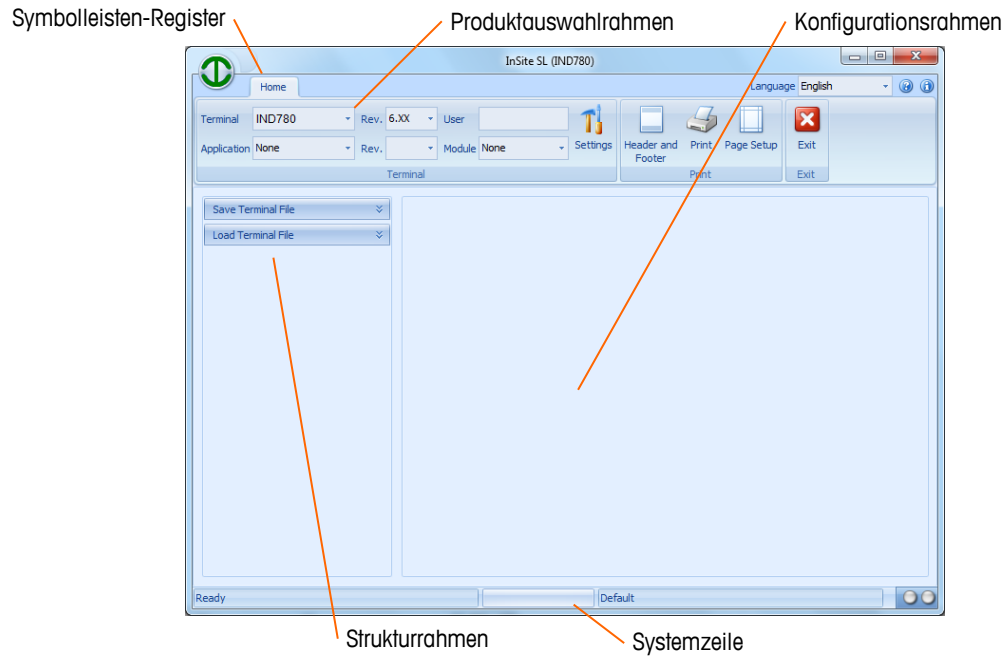 Symbolleisten-Register Produktauswahlrahmen Konfigurationsrahmen
InSite SL (IND780)
Home Language English
Terminal IND780 Rev. 6.XX User
Application None Rev. Module None Settings
Header and Footer Print Page Setup Exit
Terminal Print Exit
Save Terminal File
Load Terminal File
Ready Default
Strukturrahmen Systemzeile